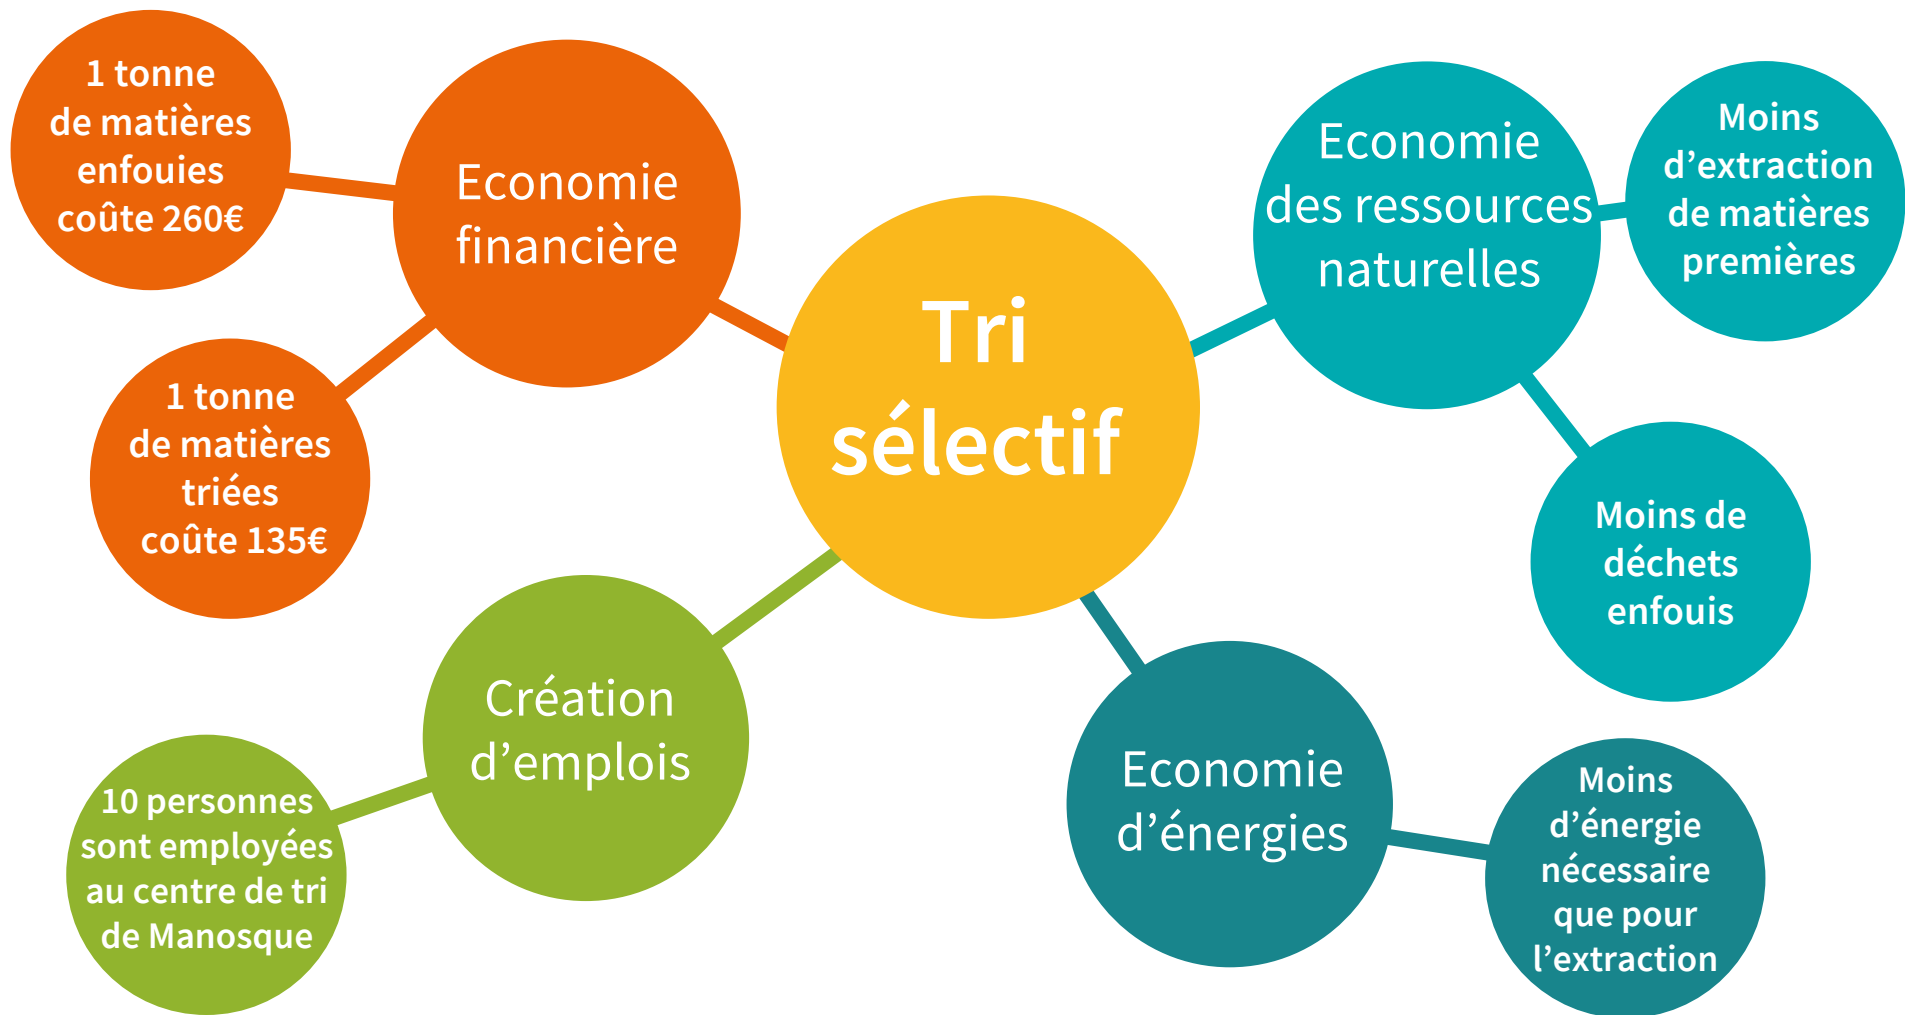 1 tonne
de matières
enfouies
coûte 260€
Economie
financière
1 tonne
de matières
triées
coûte 135€
Tri
sélectif
Economie
des ressources
naturelles
Moins
d’extraction
de matières
premières
Moins de
déchets
enfouis
Création
d’emplois
10 personnes
sont employées
au centre de tri
de Manosque
Economie
d’énergies
Moins
d’énergie
nécessaire
que pour
l’extraction